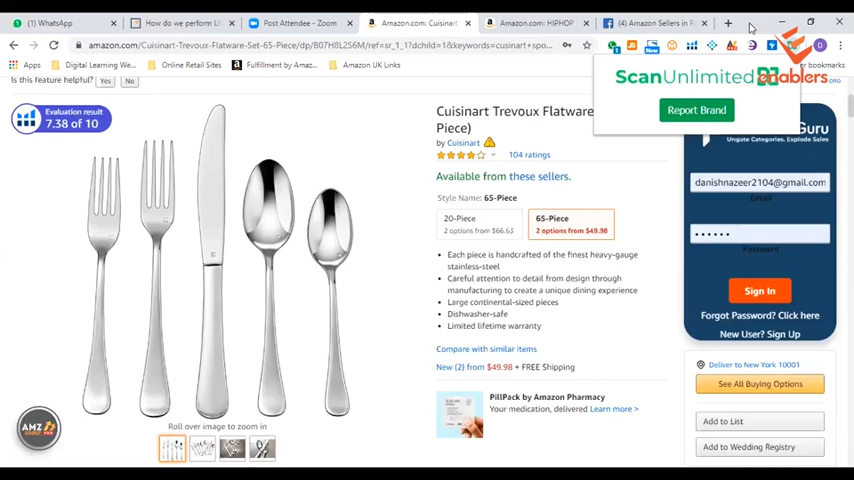 (1) WhatsApp
How do we perform LI
Post Attendee - Zoom
Amazon.com: Cuisinart
Amazon.com: HIPHOP
(4) Amazon Sellers in P
amazon.com/Cuisinart-Trevoux-Flatware-Set-65-Piece/dp/B07H8L2S6M/ref=sr_1_1?dchild=1&keywords=cuisinart+spo...
Apps
Digital Learning We...
Online Retail Sites
Fulfillment by Amaz...
Amazon UK Links
bookmarks
Is this feature helpful?
Yes
No
ScanUnlimited
enablers
.ORG
Report Brand
Evaluation result
7.38 of 10
Cuisinart Trevoux Flatware
Piece)
by Cuisinart
104 ratings
Available from these sellers.
Style Name: 65-Piece
20-Piece
2 options from $66.63
65-Piece
2 options from $49.98
Each piece is handcrafted of the finest heavy-gauge
stainless-steel
Careful attention to detail from design through
manufacturing to create a unique dining experience
Large continental-sized pieces
Dishwasher-safe
Limited lifetime warranty
Compare with similar items
New (2) from $49.98 + FREE Shipping
PillPack by Amazon Pharmacy
Your medication, delivered Learn more >
Roll over image to zoom in
AMZ
SCOUT PRO
Guru
Ungate Categories. Explode Sales
danishnazeer2104@gmail.com
Email
Password
Sign In
Forgot Password? Click here
New User? Sign Up
Deliver to New York 10001
See All Buying Options
Add to List
Add to Wedding Registry